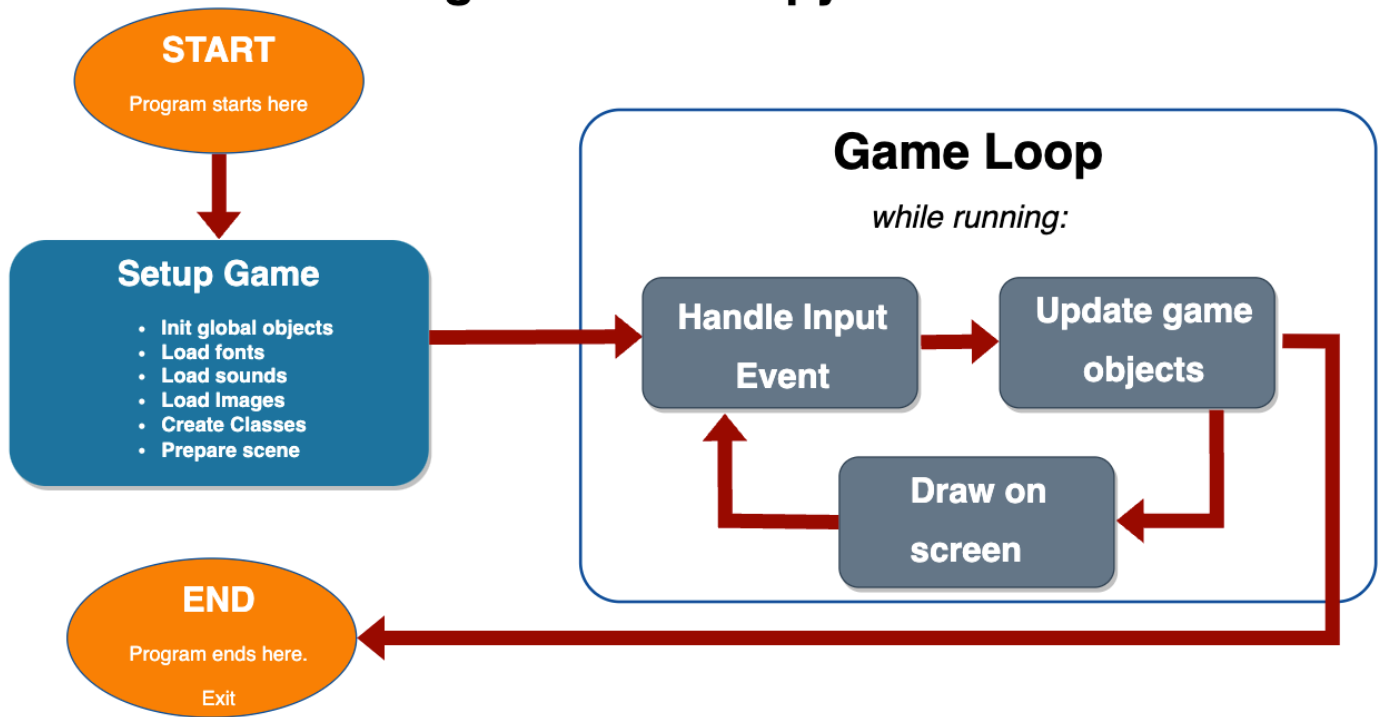 START
Program starts here
Game Loop
while running:
Setup Game
• Init global objects
• Load fonts
• Load sounds
• Load Images
• Create Classes
• Prepare scene
Handle Input
Event
Update game
objects
Draw on
screen
END
Program ends here.
Exit